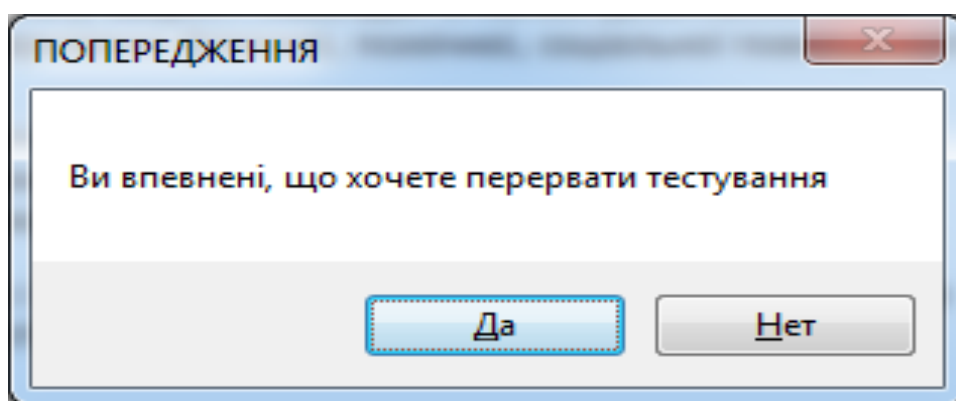 ПОПЕРЕДЖЕННЯ
Ви впевнені, що хочете перервати тестування
Да
Нет